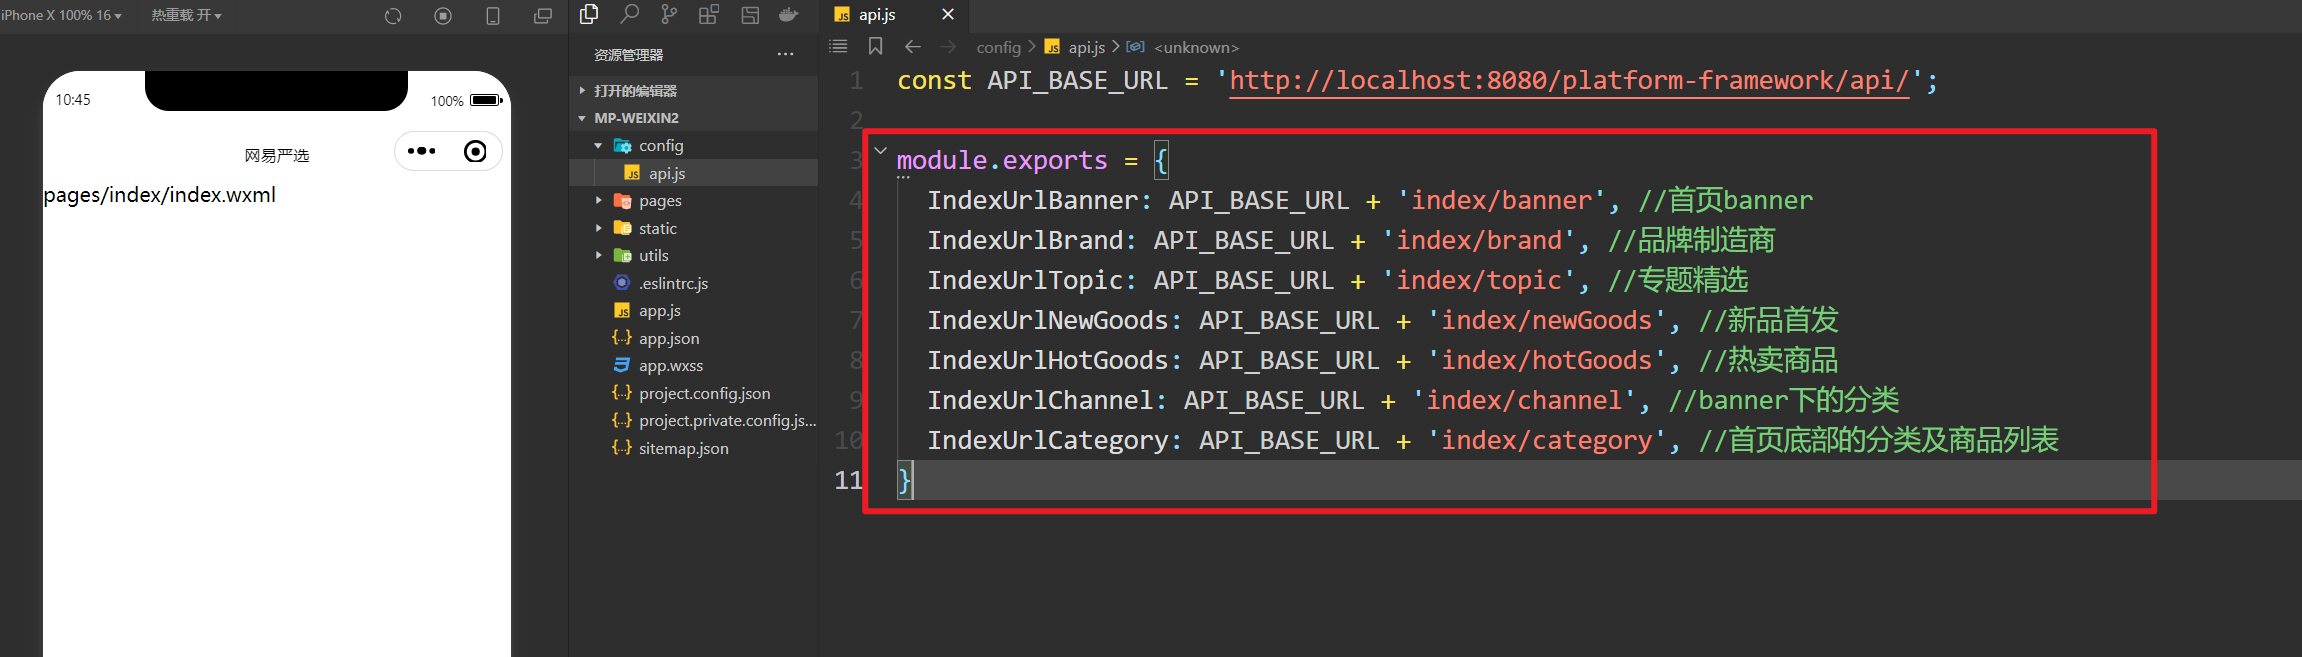 iPhone X 100% 16
热重载 开
10:45
100%
网易严选
pages/index/index.wxml
资源管理器
打开的编辑器
MP-WEIXIN2
config
api.js
pages
static
utils
.eslintrc.js
app.js
app.json
app.wxss
project.config.json
project.private.config.js...
sitemap.json
api.js
config > api.js > <unknown>
1 const API_BASE_URL = 'http://localhost:8080/platform-framework/api/';
2
3 module.exports = {
4 IndexUrlBanner: API_BASE_URL + 'index/banner', //首页banner
5 IndexUrlBrand: API_BASE_URL + 'index/brand', //品牌制造商
6 IndexUrlTopic: API_BASE_URL + 'index/topic', //专题精选
7 IndexUrlNewGoods: API_BASE_URL + 'index/newGoods', //新品首发
8 IndexUrlHotGoods: API_BASE_URL + 'index/hotGoods', //热卖商品
9 IndexUrlChannel: API_BASE_URL + 'index/channel', //banner下的分类
10 IndexUrlCategory: API_BASE_URL + 'index/category', //首页底部的分类及商品列表
11 }